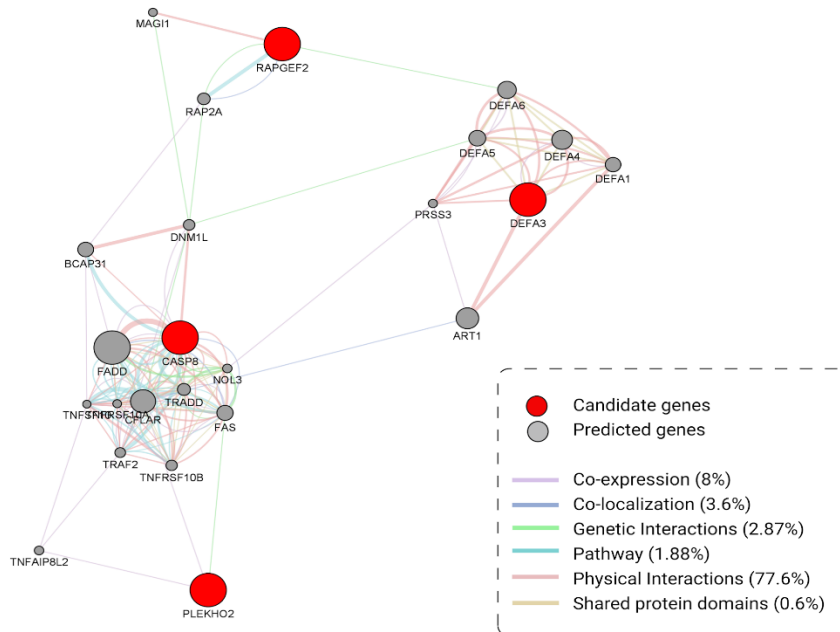 MAGI1
RAPGEF2
RAP2A
DEFA6
DEFA5
DEFA4
DEFA1
PRSS3
DEFA3
DNM1L
BCAP31
ART1
CASP8
FADD
NOL3
TRADD
TNFRSF10A
CFLAR
FAS
TRAF2
TNFRSF10B
TNFAIP8L2
PLEKHO2
Candidate genes
Predicted genes
Co-expression (8%)
Co-localization (3.6%)
Genetic Interactions (2.87%)
Pathway (1.88%)
Physical Interactions (77.6%)
Shared protein domains (0.6%)